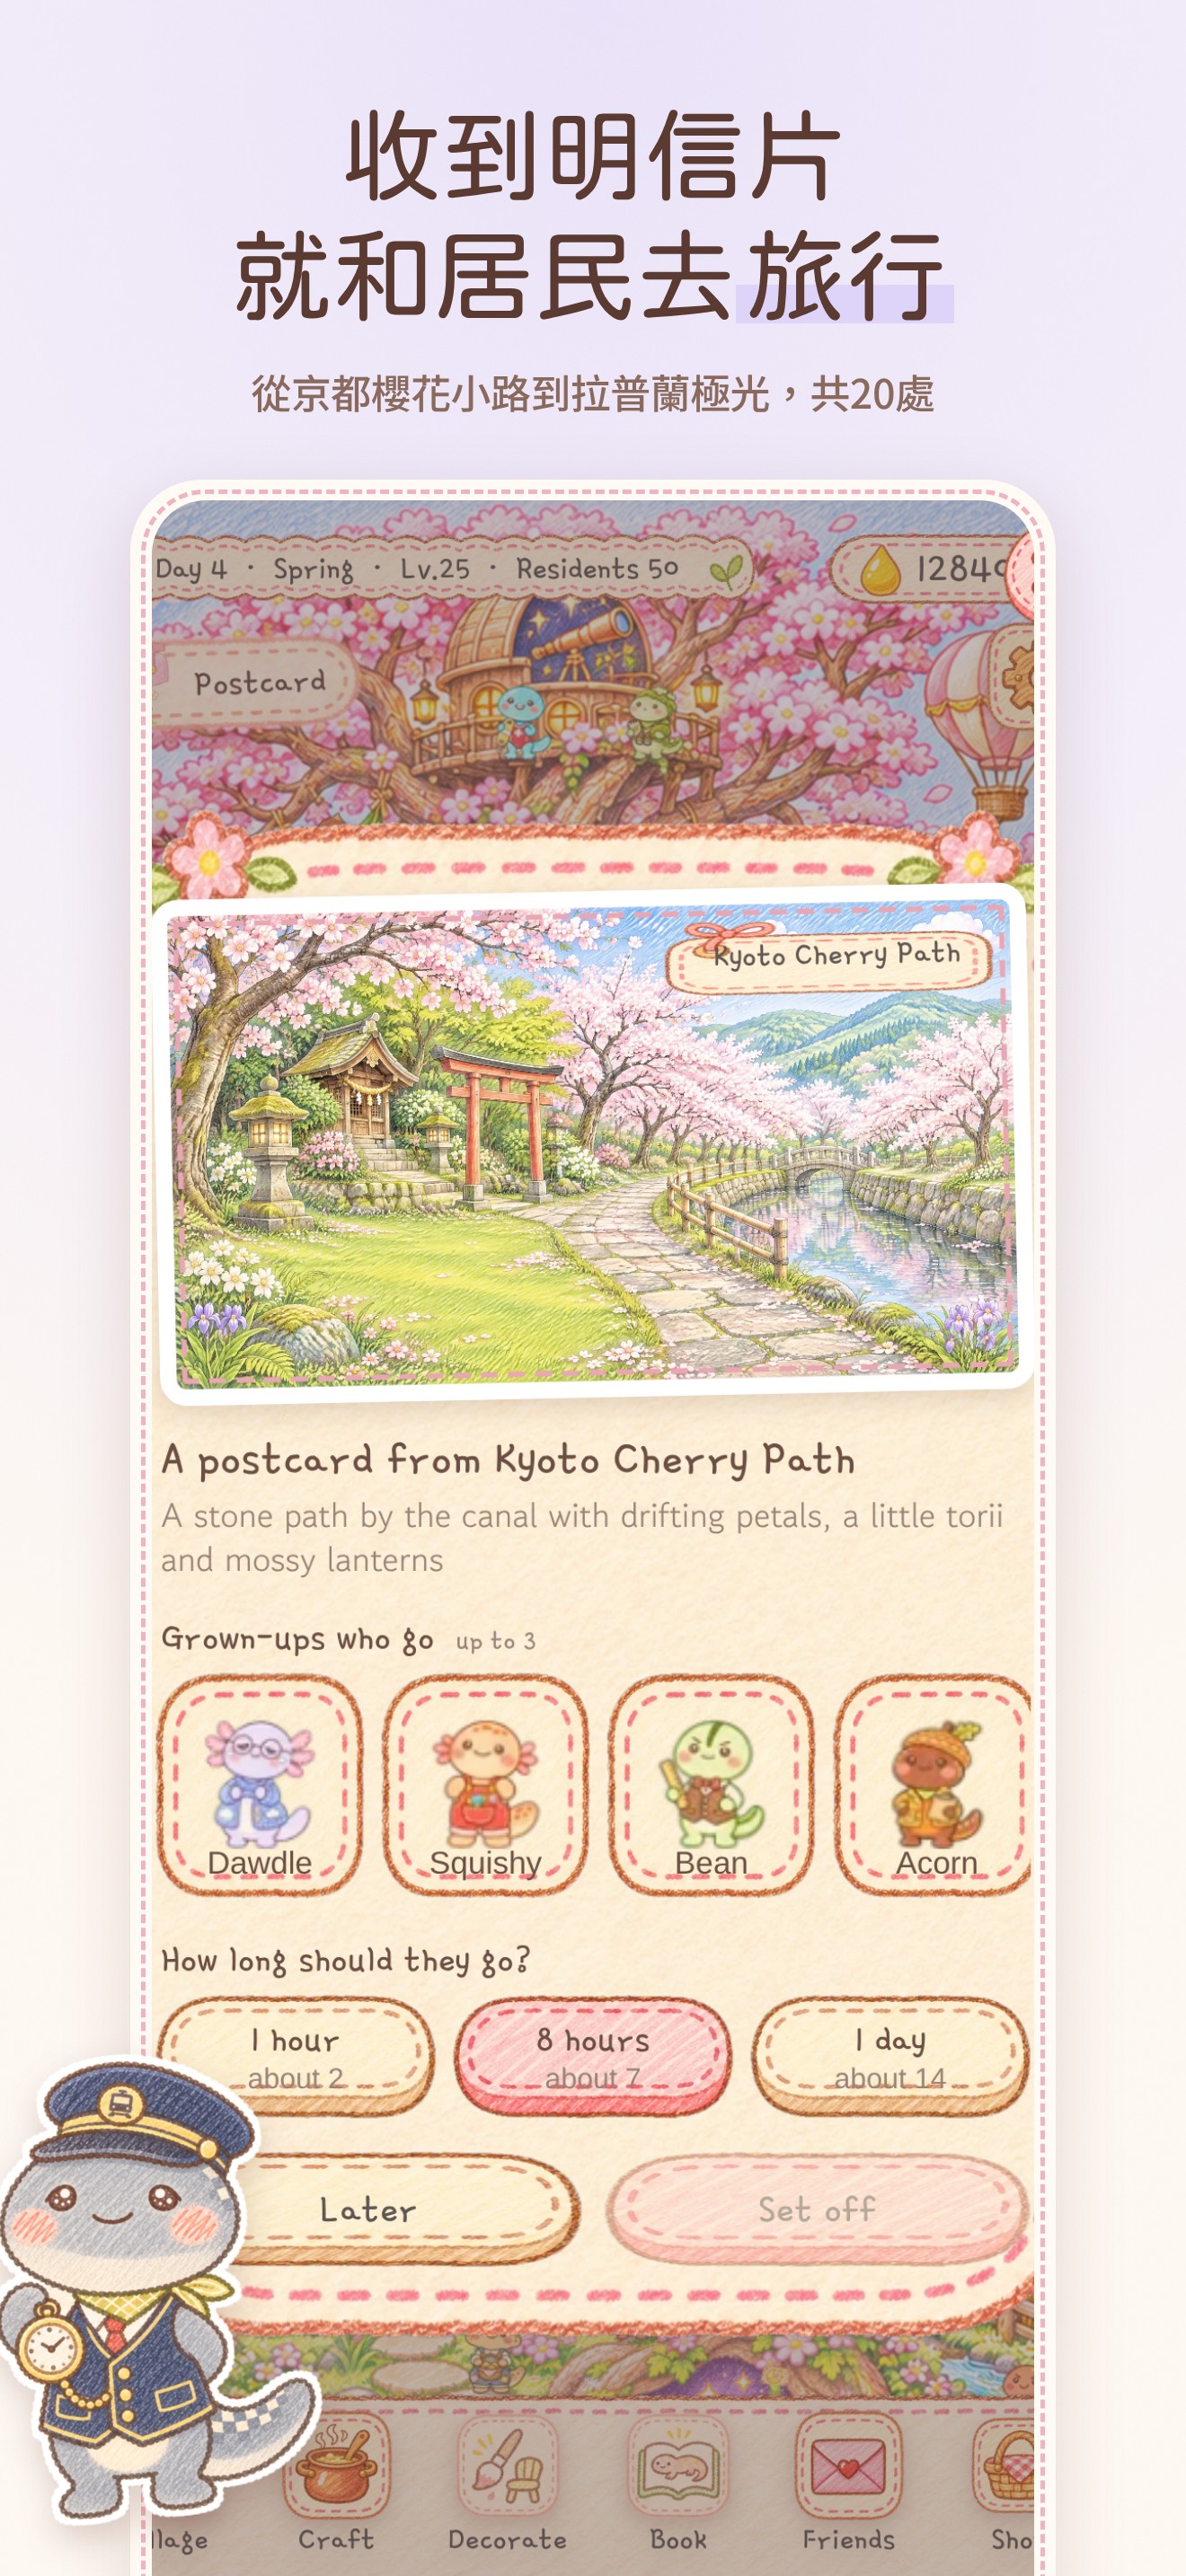 收到明信片
就和居民去旅行
從京都櫻花小路到拉普蘭極光，共20處
Day 4 · Spring · Lv.25 · Residents 50
1284
Postcard
Kyoto Cherry Path
A postcard from Kyoto Cherry Path
A stone path by the canal with drifting petals, a little torii
and mossy lanterns
Grown-ups who go up to 3
Dawdle Squishy Bean Acorn
How long should they go?
1 hour 8 hours 1 day
about 2 about 7 about 14
Later Set off
llage Craft Decorate Book Friends Sho